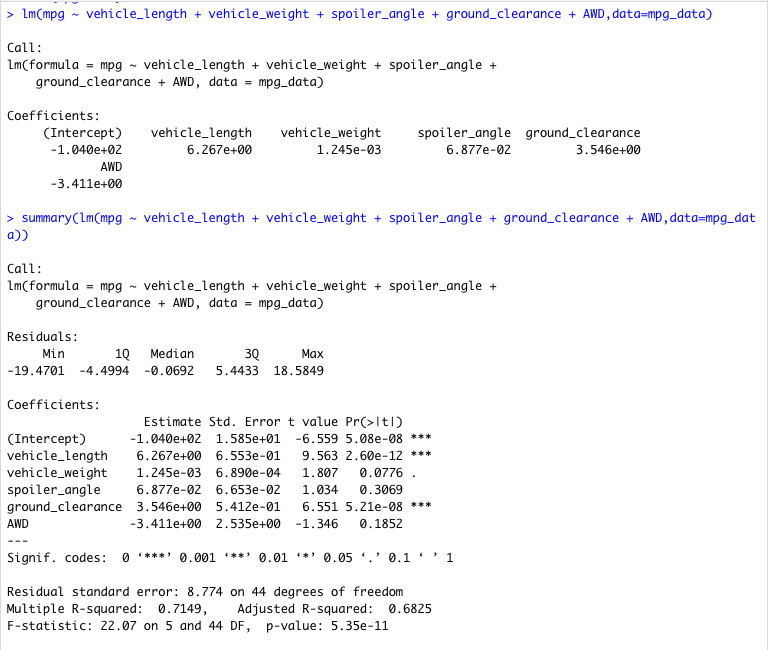 > lm(mpg ~ vehicle_length + vehicle_weight + spoiler_angle + ground_clearance + AWD,data=mpg_data)
Call:
lm(formula = mpg ~ vehicle_length + vehicle_weight + spoiler_angle +
    ground_clearance + AWD, data = mpg_data)
Coefficients:
     (Intercept)    vehicle_length    vehicle_weight     spoiler_angle  ground_clearance
      -1.040e+02         6.267e+00         1.245e-03         6.877e-02         3.546e+00
             AWD
      -3.411e+00
> summary(lm(mpg ~ vehicle_length + vehicle_weight + spoiler_angle + ground_clearance + AWD,data=mpg_dat
a))
Call:
lm(formula = mpg ~ vehicle_length + vehicle_weight + spoiler_angle +
    ground_clearance + AWD, data = mpg_data)
Residuals:
     Min       1Q   Median       3Q      Max
-19.4701  -4.4994  -0.0692   5.4433  18.5849
Coefficients:
                   Estimate Std. Error t value Pr(>|t|)
(Intercept)      -1.040e+02  1.585e+01  -6.559 5.08e-08 ***
vehicle_length    6.267e+00  6.553e-01   9.563 2.60e-12 ***
vehicle_weight    1.245e-03  6.890e-04   1.807   0.0776 .
spoiler_angle     6.877e-02  6.653e-02   1.034   0.3069
ground_clearance  3.546e+00  5.412e-01   6.551 5.21e-08 ***
AWD              -3.411e+00  2.535e+00  -1.346   0.1852
---
Signif. codes:  0 ‘***’ 0.001 ‘**’ 0.01 ‘*’ 0.05 ‘.’ 0.1 ‘ ’ 1
Residual standard error: 8.774 on 44 degrees of freedom
Multiple R-squared:  0.7149,    Adjusted R-squared:  0.6825
F-statistic: 22.07 on 5 and 44 DF,  p-value: 5.35e-11